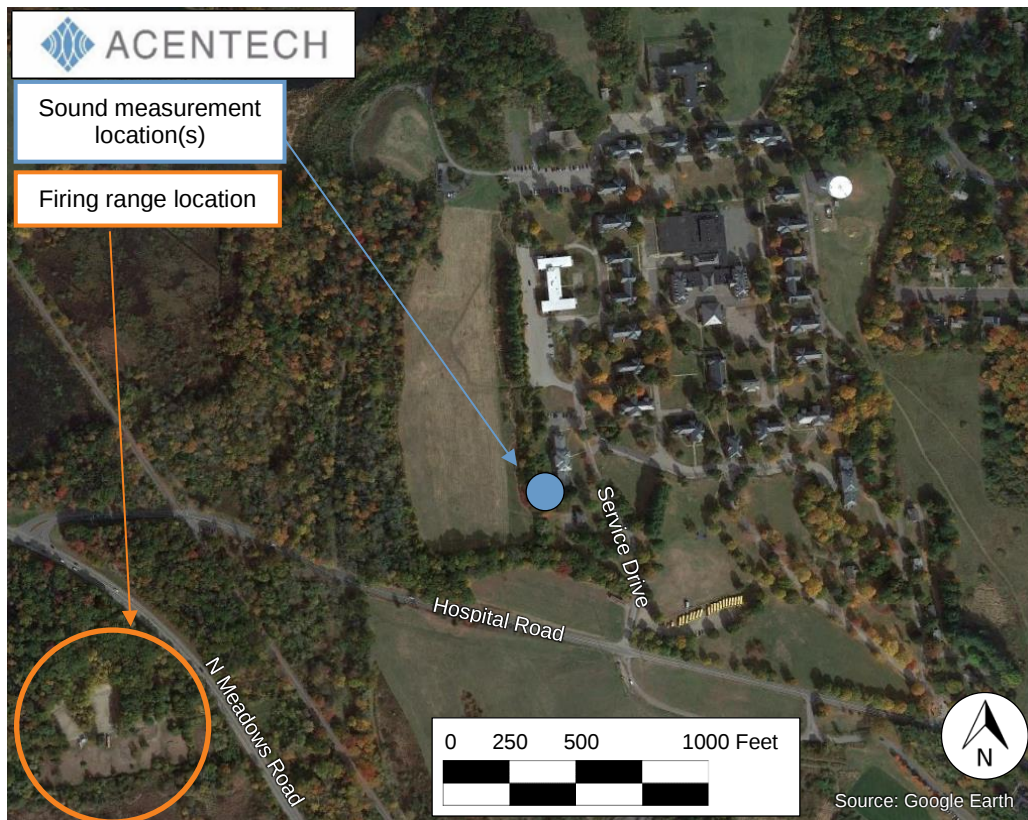 ACENTECH
Sound measurement
location(s)
Firing range location
Service Drive
Hospital Road
N Meadows Road
0 250 500 1000 Feet
N
Source: Google Earth